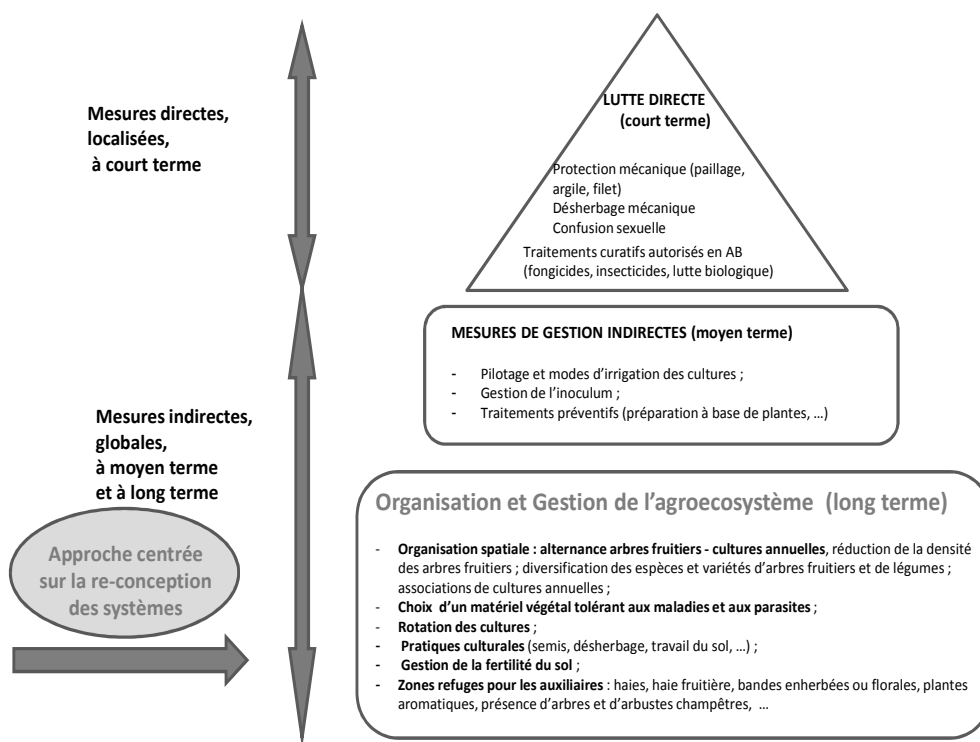 Mesures directes,
localisées,
à court terme
LUTTE DIRECTE
(court terme)
Protection mécanique (paillage,
argile, filet)
Désherbage mécanique
Confusion sexuelle
Traitements curatifs autorisés en AB
(fongicides, insecticides, lutte biologique)
MESURES DE GESTION INDIRECTES (moyen terme)
- Pilotage et modes d'irrigation des cultures ;
- Gestion de l'inoculum ;
- Traitements préventifs (préparation à base de plantes, ...)
Mesures indirectes,
globales,
à moyen terme
et à long terme
Approche centrée
sur la re-conception
des systèmes
Organisation et Gestion de l'agroecosystème (long terme)
- Organisation spatiale : alternance arbres fruitiers - cultures annuelles, réduction de la densité
des arbres fruitiers ; diversification des espèces et variétés d'arbres fruitiers et de légumes ;
associations de cultures annuelles ;
- Choix d'un matériel végétal tolérant aux maladies et aux parasites ;
- Rotation des cultures ;
- Pratiques culturales (semis, désherbage, travail du sol, ...) ;
- Gestion de la fertilité du sol ;
- Zones refuges pour les auxiliaires : haies, haie fruitière, bandes enherbées ou florales, plantes
aromatiques, présence d'arbres et d'arbustes champêtres, ...